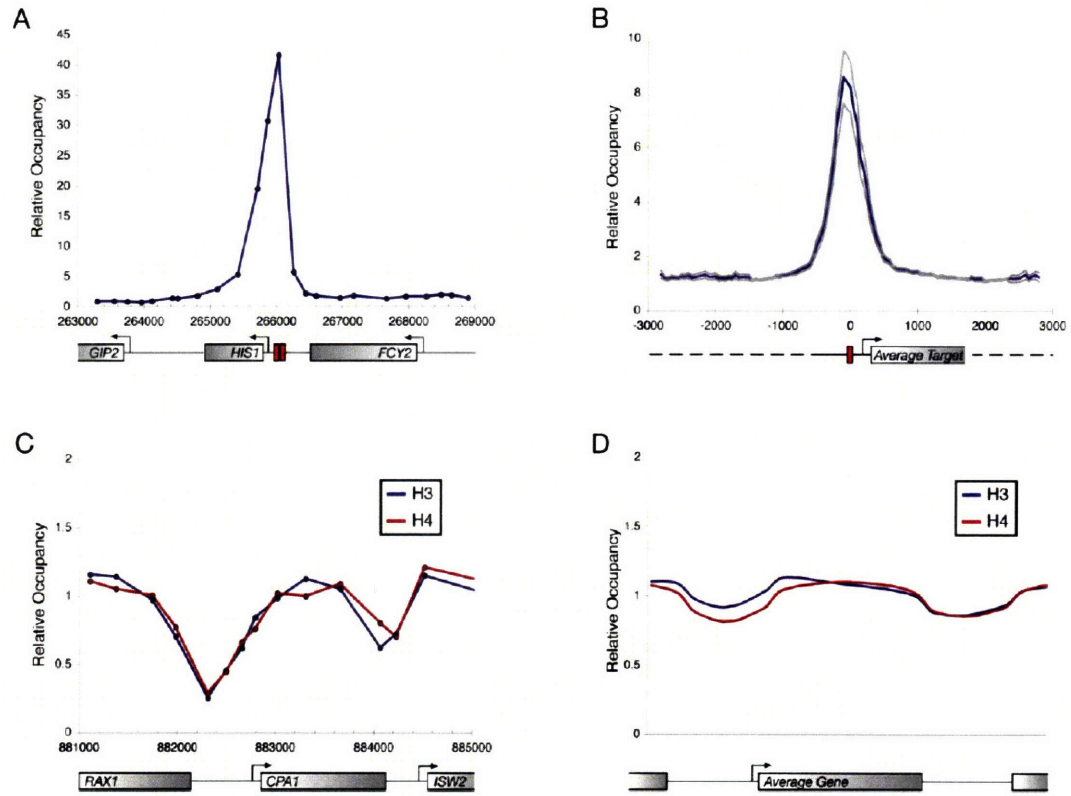 A
Relative Occupancy
45
40
35
30
25
20
15
10
5
0
263000 264000 265000 266000 267000 268000 269000
GIP2 HIS1 FCY2
B
Relative Occupancy
10
8
6
4
2
0
-3000 -2000 -1000 0 1000 2000 3000
Average Target
C
Relative Occupancy
2
1.5
1
0.5
0
H3
H4
881000 882000 883000 884000 885000
RAX1 CPA1 ISW2
D
Relative Occupancy
2
1.5
1
0.5
0
H3
H4
Average Gene